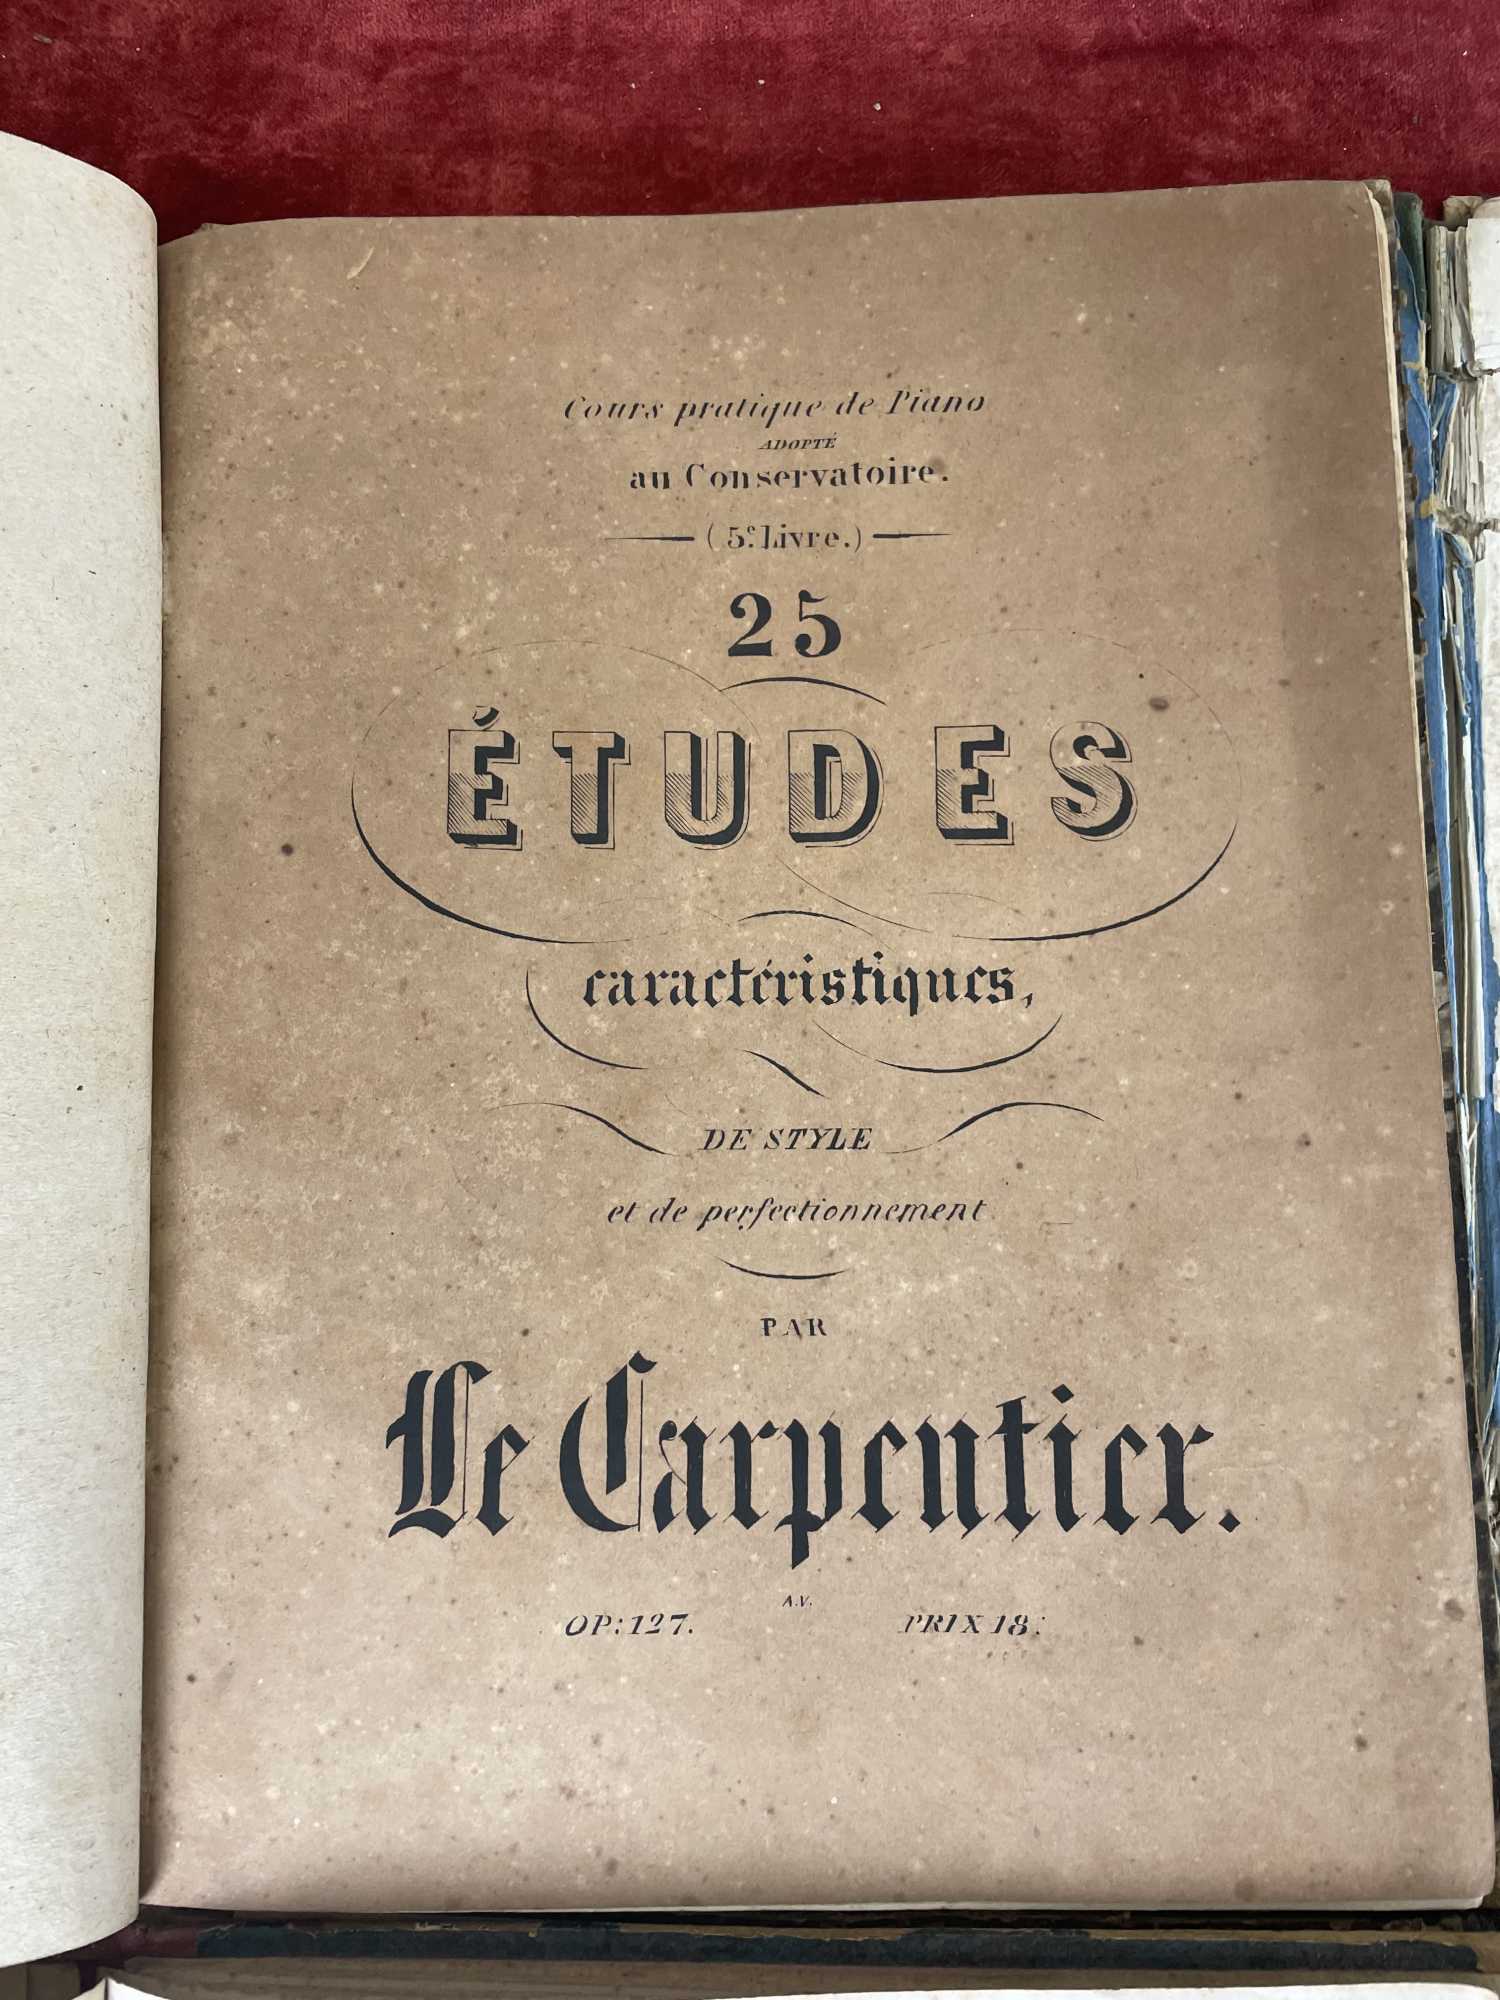 Cours pratique de Piano
ADOPTÉ
au Conservatoire.
(5e. Livre.)
25
ÉTUDES
caractéristiques,
DE STYLE
et de perfectionnement
PAR
Le Carpentier.
A.V.
OP: 127. PRIX 18f